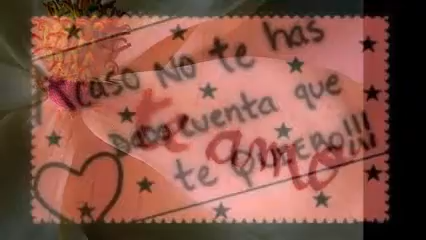 Acaso NO te has
DADO cuenta que
te QUIERO!!!
te amo